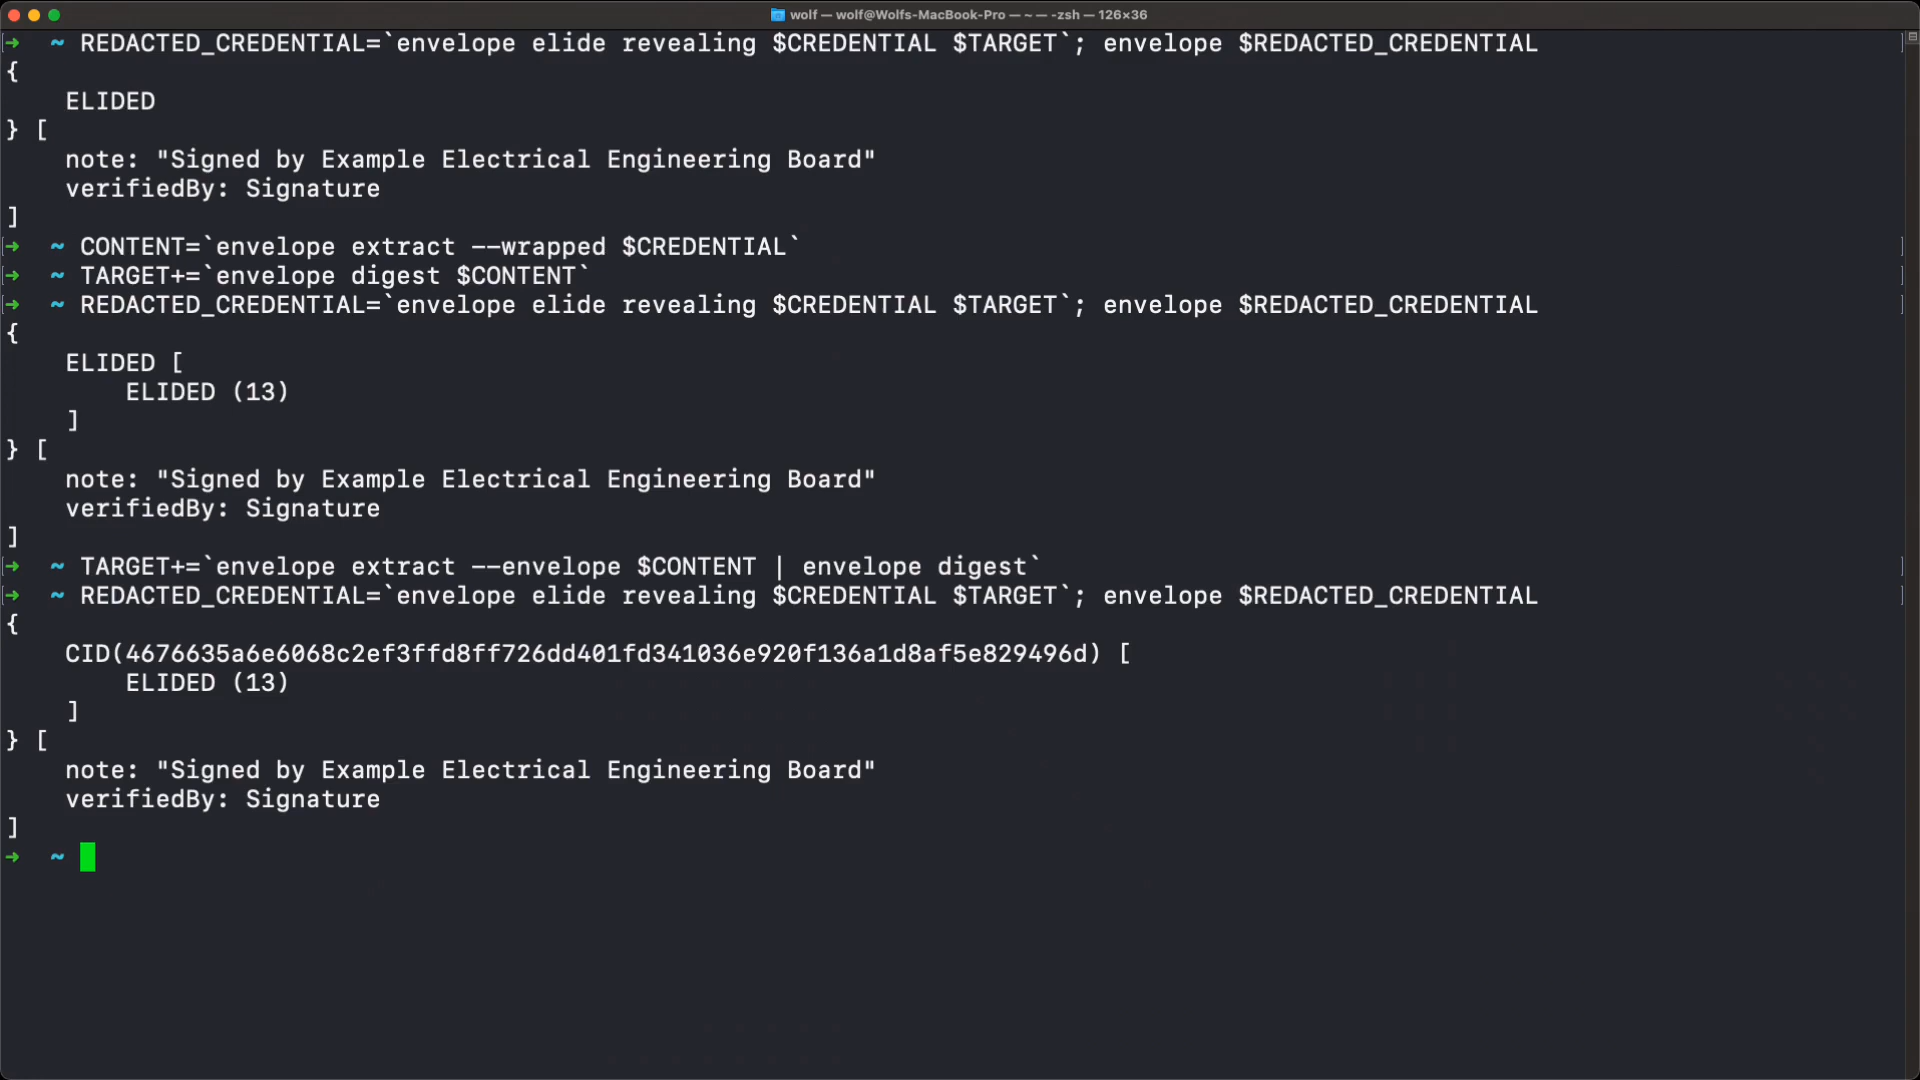 wolf — wolf@Wolfs-MacBook-Pro — ~ — -zsh — 126×36
[➜ ~ REDACTED_CREDENTIAL=`envelope elide revealing $CREDENTIAL $TARGET`; envelope $REDACTED_CREDENTIAL ]
{
    ELIDED
} [
    note: "Signed by Example Electrical Engineering Board"
    verifiedBy: Signature
]
[➜ ~ CONTENT=`envelope extract --wrapped $CREDENTIAL` ]
[➜ ~ TARGET+=`envelope digest $CONTENT` ]
[➜ ~ REDACTED_CREDENTIAL=`envelope elide revealing $CREDENTIAL $TARGET`; envelope $REDACTED_CREDENTIAL ]
{
    ELIDED [
        ELIDED (13)
    ]
} [
    note: "Signed by Example Electrical Engineering Board"
    verifiedBy: Signature
]
[➜ ~ TARGET+=`envelope extract --envelope $CONTENT | envelope digest` ]
[➜ ~ REDACTED_CREDENTIAL=`envelope elide revealing $CREDENTIAL $TARGET`; envelope $REDACTED_CREDENTIAL ]
{
    CID(4676635a6e6068c2ef3ffd8ff726dd401fd341036e920f136a1d8af5e829496d) [
        ELIDED (13)
    ]
} [
    note: "Signed by Example Electrical Engineering Board"
    verifiedBy: Signature
]
➜ ~